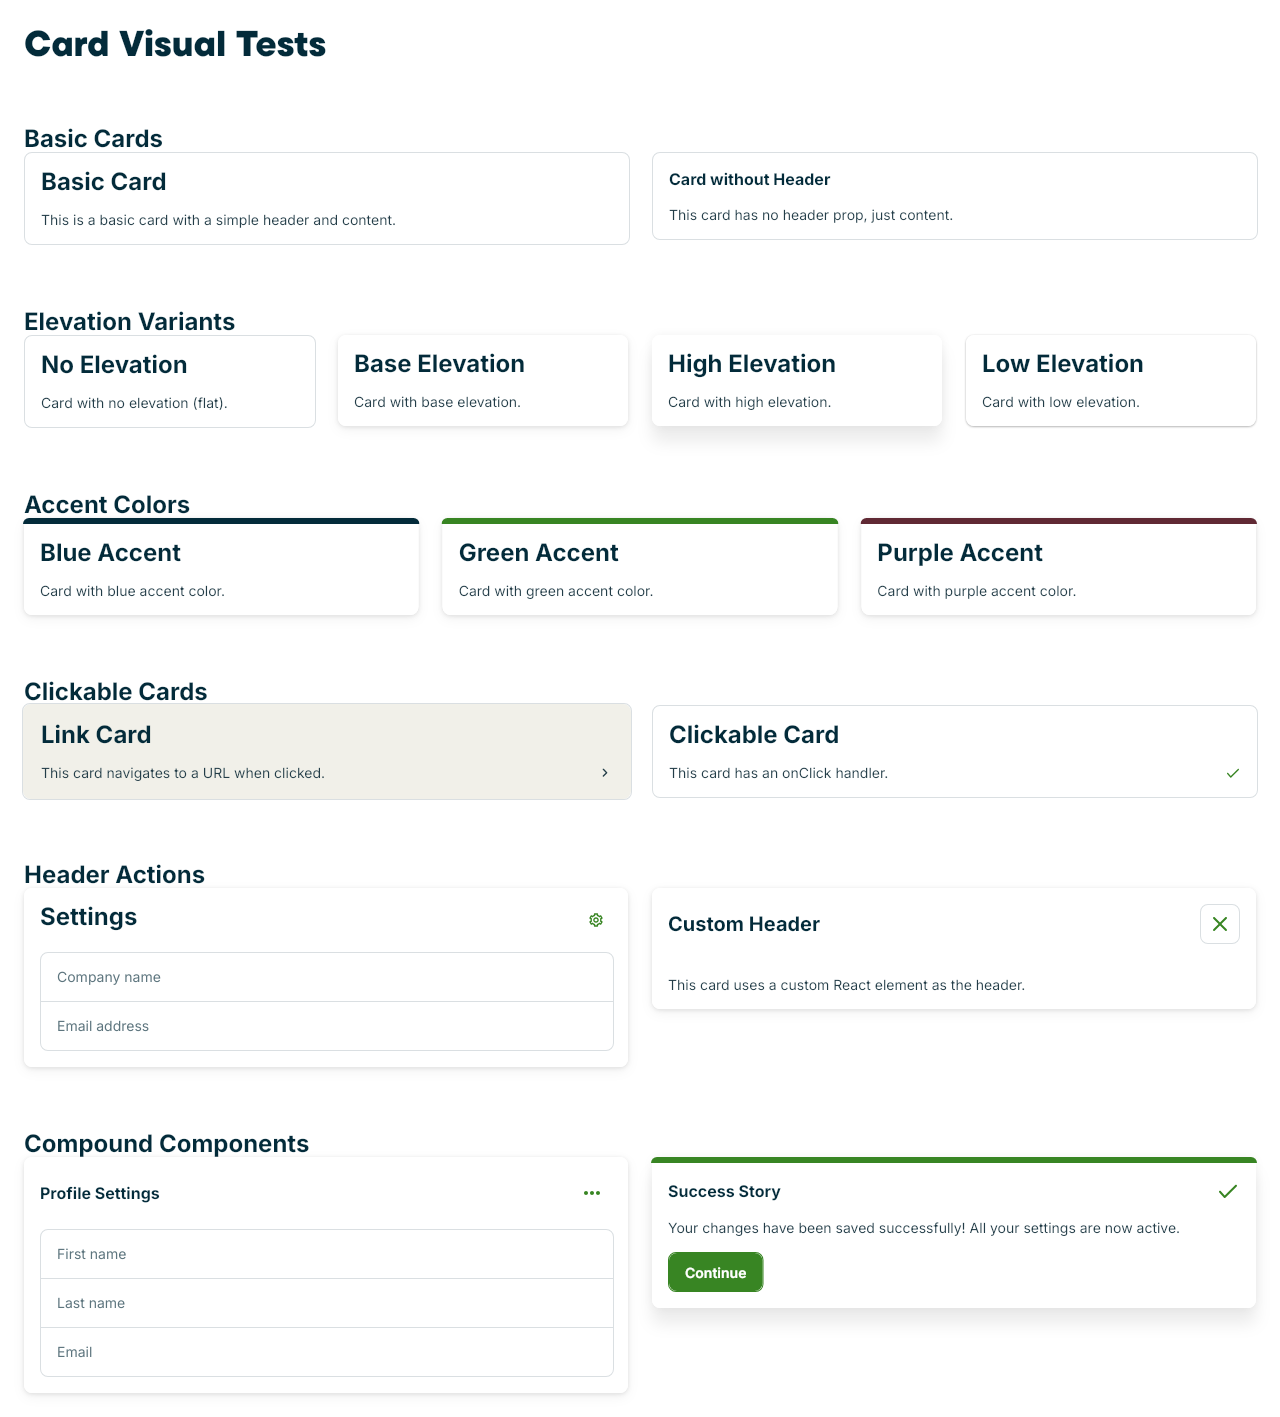 Card Visual Tests
Basic Cards
Basic Card
This is a basic card with a simple header and content.
Card without Header
This card has no header prop, just content.
Elevation Variants
No Elevation
Card with no elevation (flat).
Base Elevation
Card with base elevation.
High Elevation
Card with high elevation.
Low Elevation
Card with low elevation.
Accent Colors
Blue Accent
Card with blue accent color.
Green Accent
Card with green accent color.
Purple Accent
Card with purple accent color.
Clickable Cards
Link Card
This card navigates to a URL when clicked.
Clickable Card
This card has an onClick handler.
Header Actions
Settings
Company name
Email address
Custom Header
This card uses a custom React element as the header.
Compound Components
Profile Settings
First name
Last name
Email
Success Story
Your changes have been saved successfully! All your settings are now active.
Continue